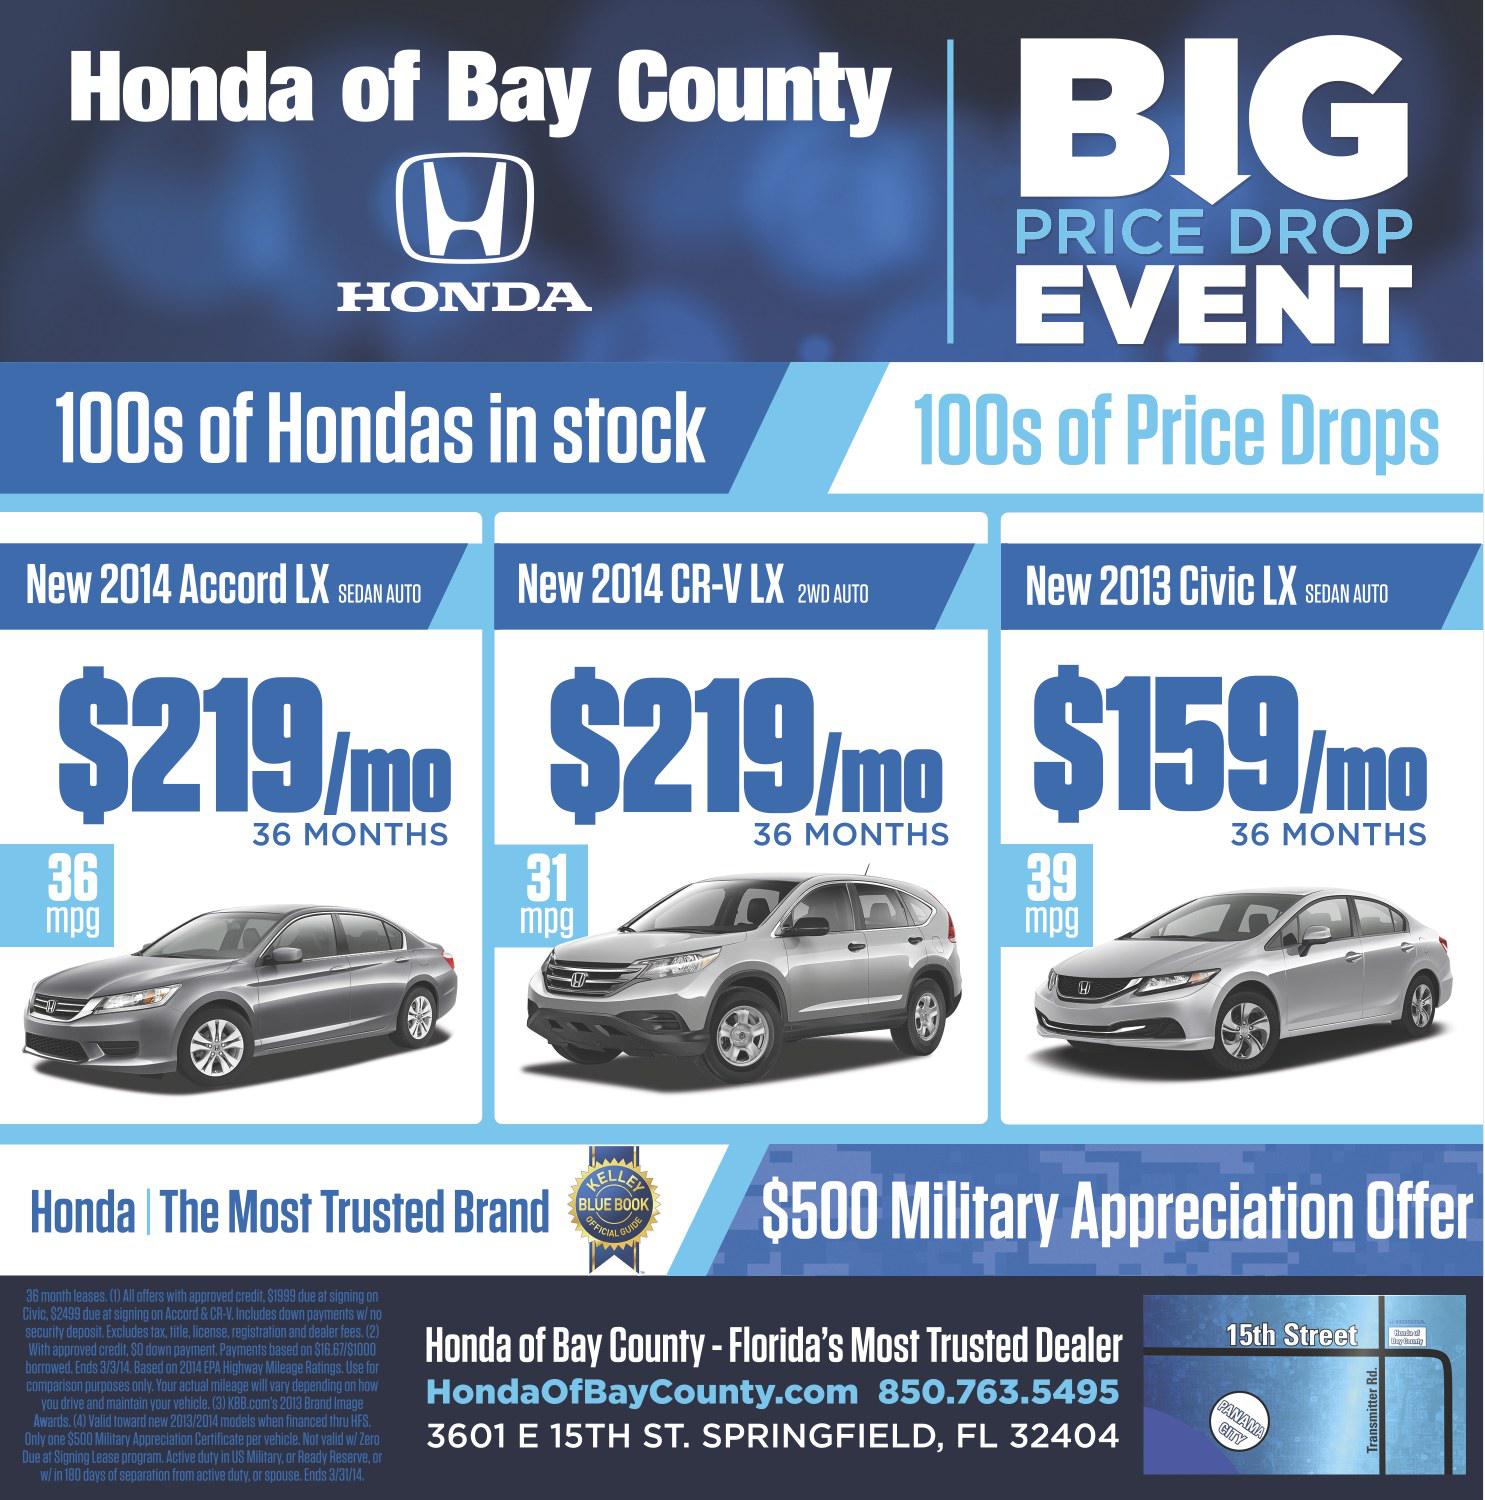 Honda of Bay County
HONDA
BIG
PRICE DROP
EVENT
100s of Hondas in stock
100s of Price Drops
New 2014 Accord LX SEDAN AUTO
$219/mo
36 MONTHS
36
mpg
New 2014 CR-V LX 2WD AUTO
$219/mo
36 MONTHS
31
mpg
New 2013 Civic LX SEDAN AUTO
$159/mo
36 MONTHS
39
mpg
Honda | The Most Trusted Brand
KELLEY
BLUE BOOK
OFFICIAL GUIDE
$500 Military Appreciation Offer
36 month leases. (1) All offers with approved credit, $1999 due at signing on
Civic, $2499 due at signing on Accord & CR-V. Includes down payments w/ no
security deposit. Excludes tax, title, license, registration and dealer fees. (2)
With approved credit, $0 down payment. Payments based on $16.67/$1000
borrowed. Ends 3/3/14. Based on 2014 EPA Highway Mileage Ratings. Use for
comparison purposes only. Your actual mileage will vary depending on how
you drive and maintain your vehicle. (3) KBB.com's 2013 Brand Image
Awards. (4) Valid toward new 2013/2014 models when financed thru HFS.
Only one $500 Military Appreciation Certificate per vehicle. Not valid w/ Zero
Due at Signing Lease program. Active duty in US Military, or Ready Reserve, or
w/ in 180 days of separation from active duty, or spouse. Ends 3/31/14.
Honda of Bay County - Florida's Most Trusted Dealer
HondaOfBayCounty.com 850.763.5495
3601 E 15TH ST. SPRINGFIELD, FL 32404
15th Street
Honda of
Bay County
Transmitter Rd.
PANAMA
CITY